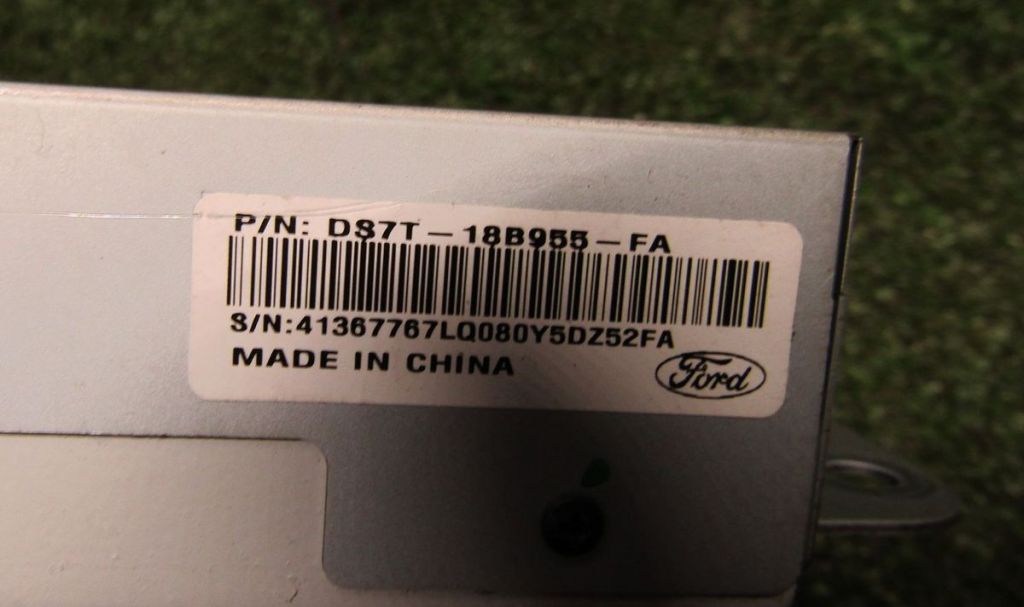 P/N: DS7T-18B955-FA
S/N:41367767LQ080Y5DZ52FA
MADE IN CHINA
Ford